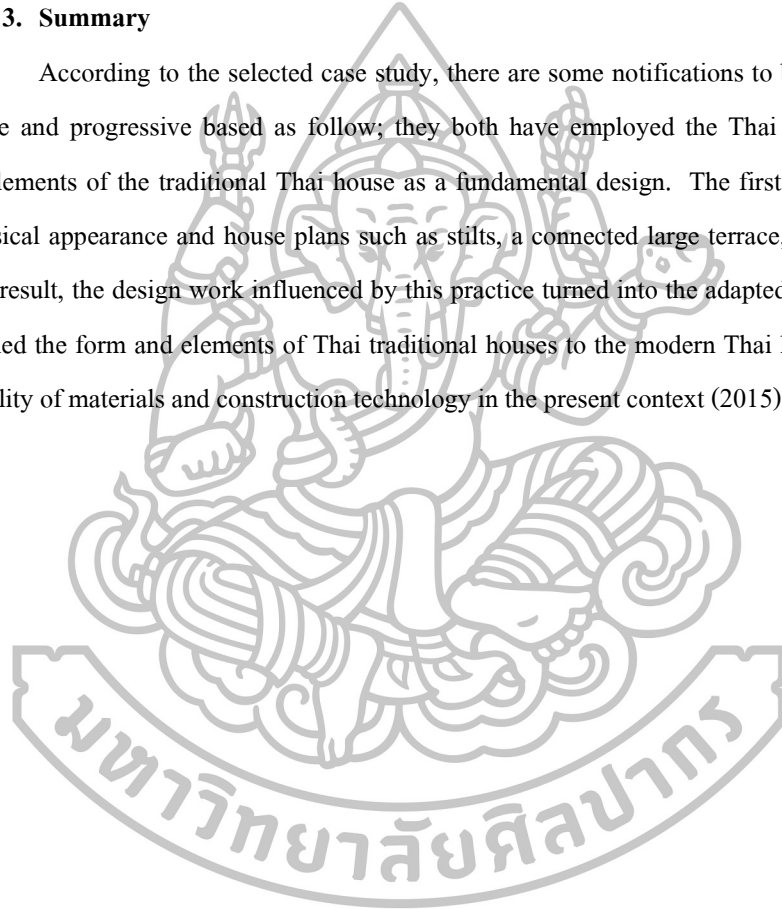 3. Summary
According to the selected case study, there are some notifications to
e and progressive based as follow; they both have employed the Thai
lements of the traditional Thai house as a fundamental design. The first
sical appearance and house plans such as stilts, a connected large terrace,
result, the design work influenced by this practice turned into the adapted
ed the form and elements of Thai traditional houses to the modern Thai
lity of materials and construction technology in the present context (2015)
มหาวิทยาลัยศิลปากร